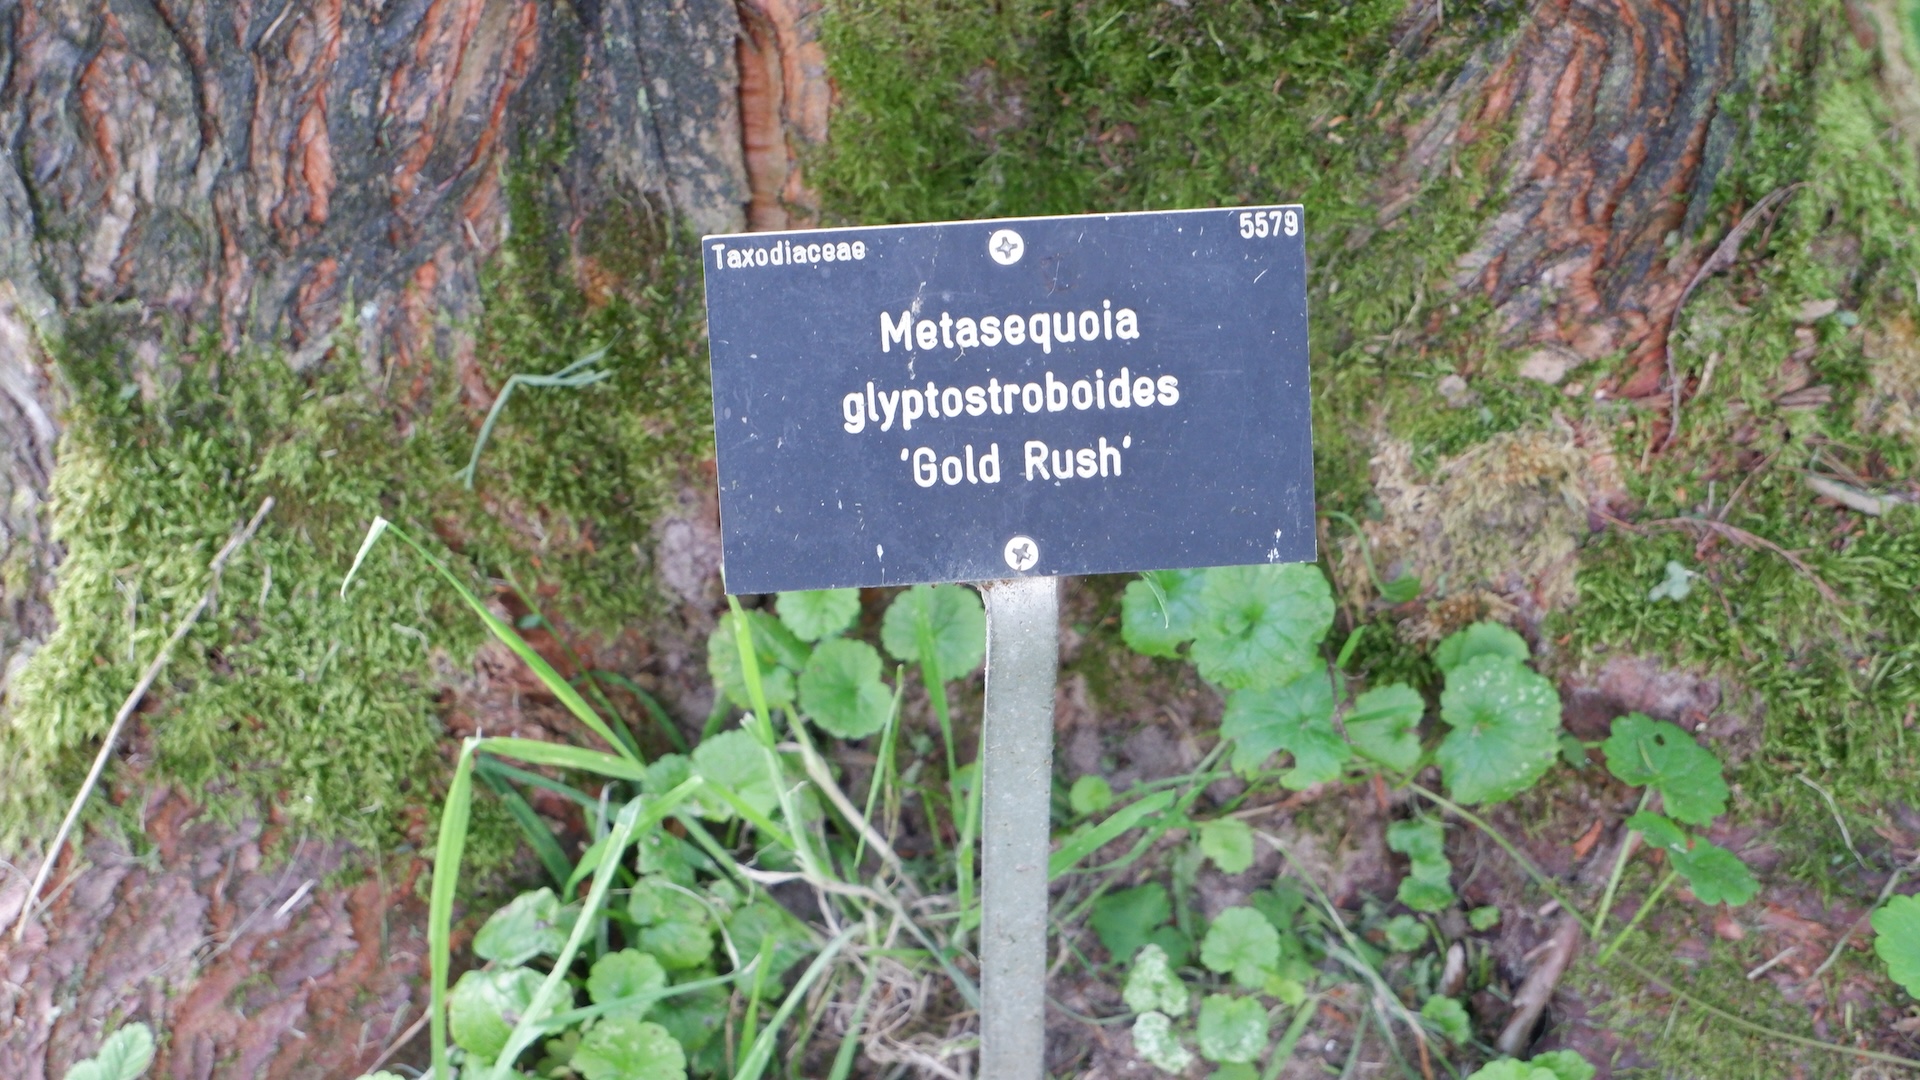 Taxodiaceae
5579
Metasequoia
glyptostroboides
'Gold Rush'